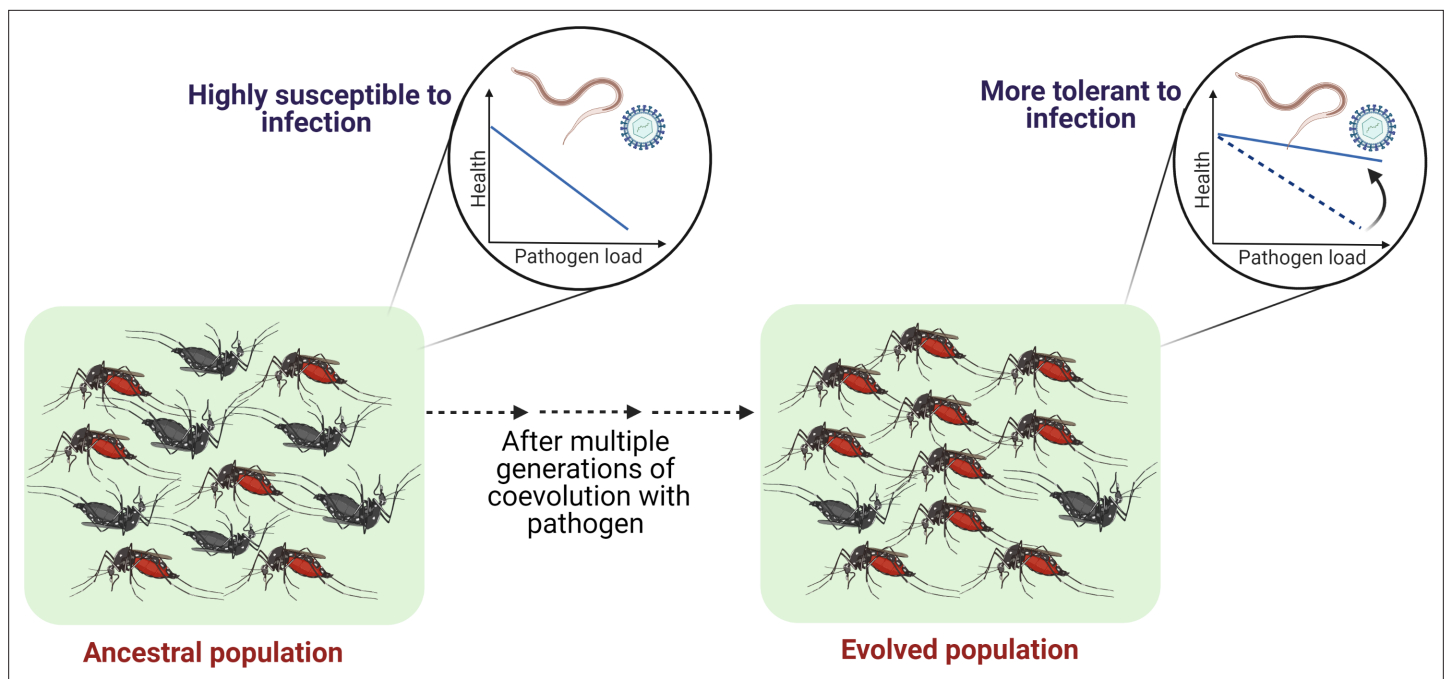 Highly susceptible to
infection
Health
Pathogen load
More tolerant to
infection
Health
Pathogen load
After multiple
generations of
coevolution with
pathogen
Ancestral population
Evolved population